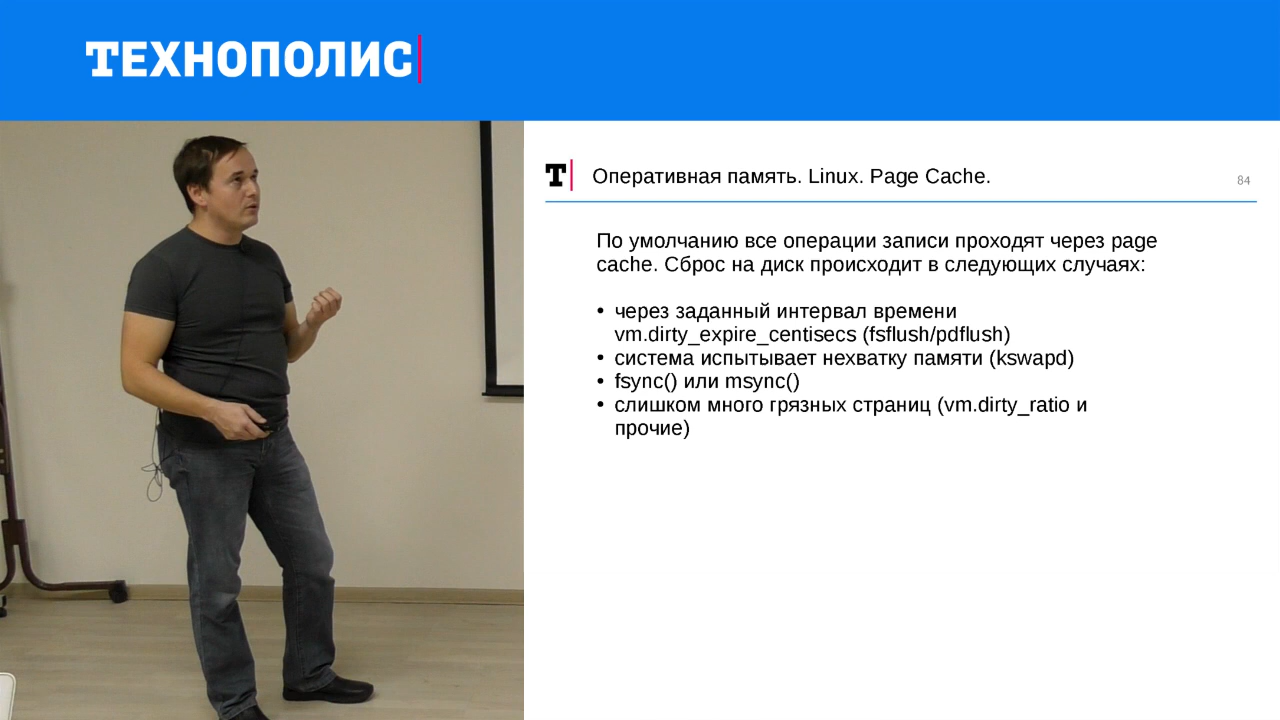 ТЕХНОПОЛИС
Т Оперативная память. Linux. Page Cache.
84
По умолчанию все операции записи проходят через page
cache. Сброс на диск происходит в следующих случаях:
• через заданный интервал времени
vm.dirty_expire_centisecs (fsflush/pdflush)
• система испытывает нехватку памяти (kswapd)
• fsync() или msync()
• слишком много грязных страниц (vm.dirty_ratio и
прочие)